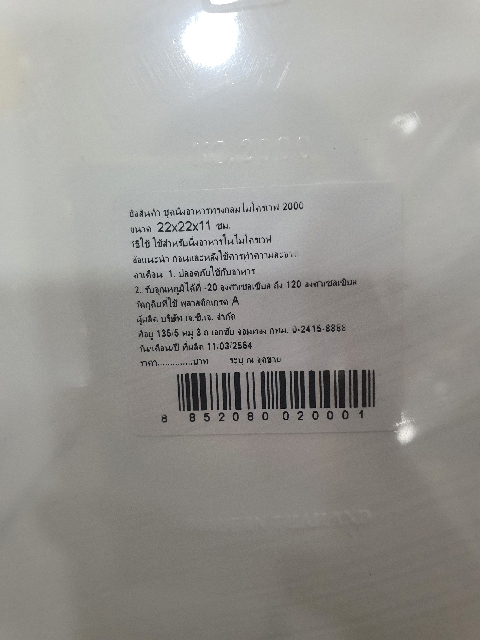 ชื่อสินค้า ชุดนึ่งอาหารทรงกลมไมโครเวฟ 2000
ขนาด 22x22x11 ซม.
วิธีใช้ ใช้สำหรับนึ่งอาหารในไมโครเวฟ
ข้อแนะนำ ก่อนและหลังใช้ควรทำความสะอาด
คำเตือน 1. ปลอดภัยใช้กับอาหาร
2. รับอุณหภูมิได้ที่ -20 องศาเซลเซียส ถึง 120 องศาเซลเซียส
วัตถุดิบที่ใช้ พลาสติกเกรด A
ผู้ผลิต บริษัท เจ.ซี.เจ. จำกัด
ที่อยู่ 135/5 หมู่ 3 ถ.เอกชัย จอมทอง กทม. 0-2415-8888
วัน/เดือน/ปี ที่ผลิต 11/03/2564
ราคา..............บาท ระบุ ณ จุดขาย
8 852080 020001